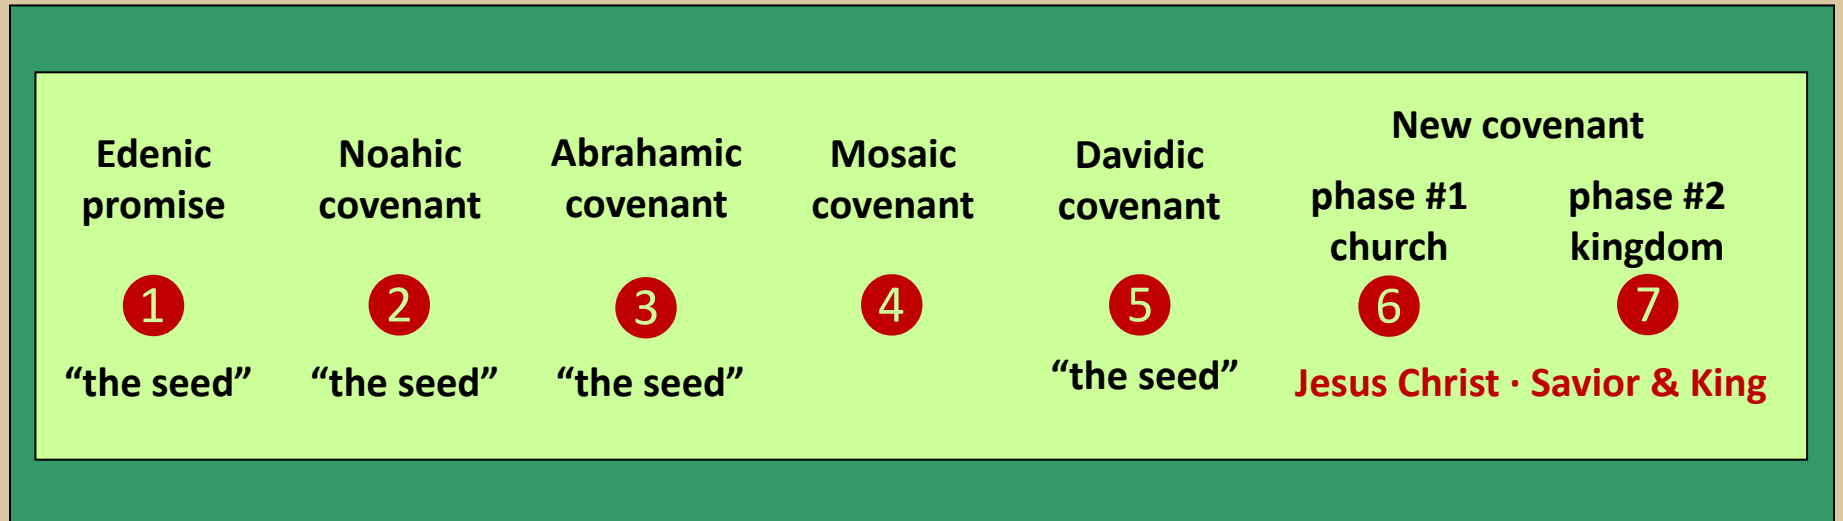 Edenic
promise
1
“the seed”
Noahic
covenant
2
“the seed”
Abrahamic
covenant
3
“the seed”
Mosaic
covenant
4
Davidic
covenant
5
“the seed”
New covenant
phase #1
church
6
phase #2
kingdom
7
Jesus Christ · Savior & King